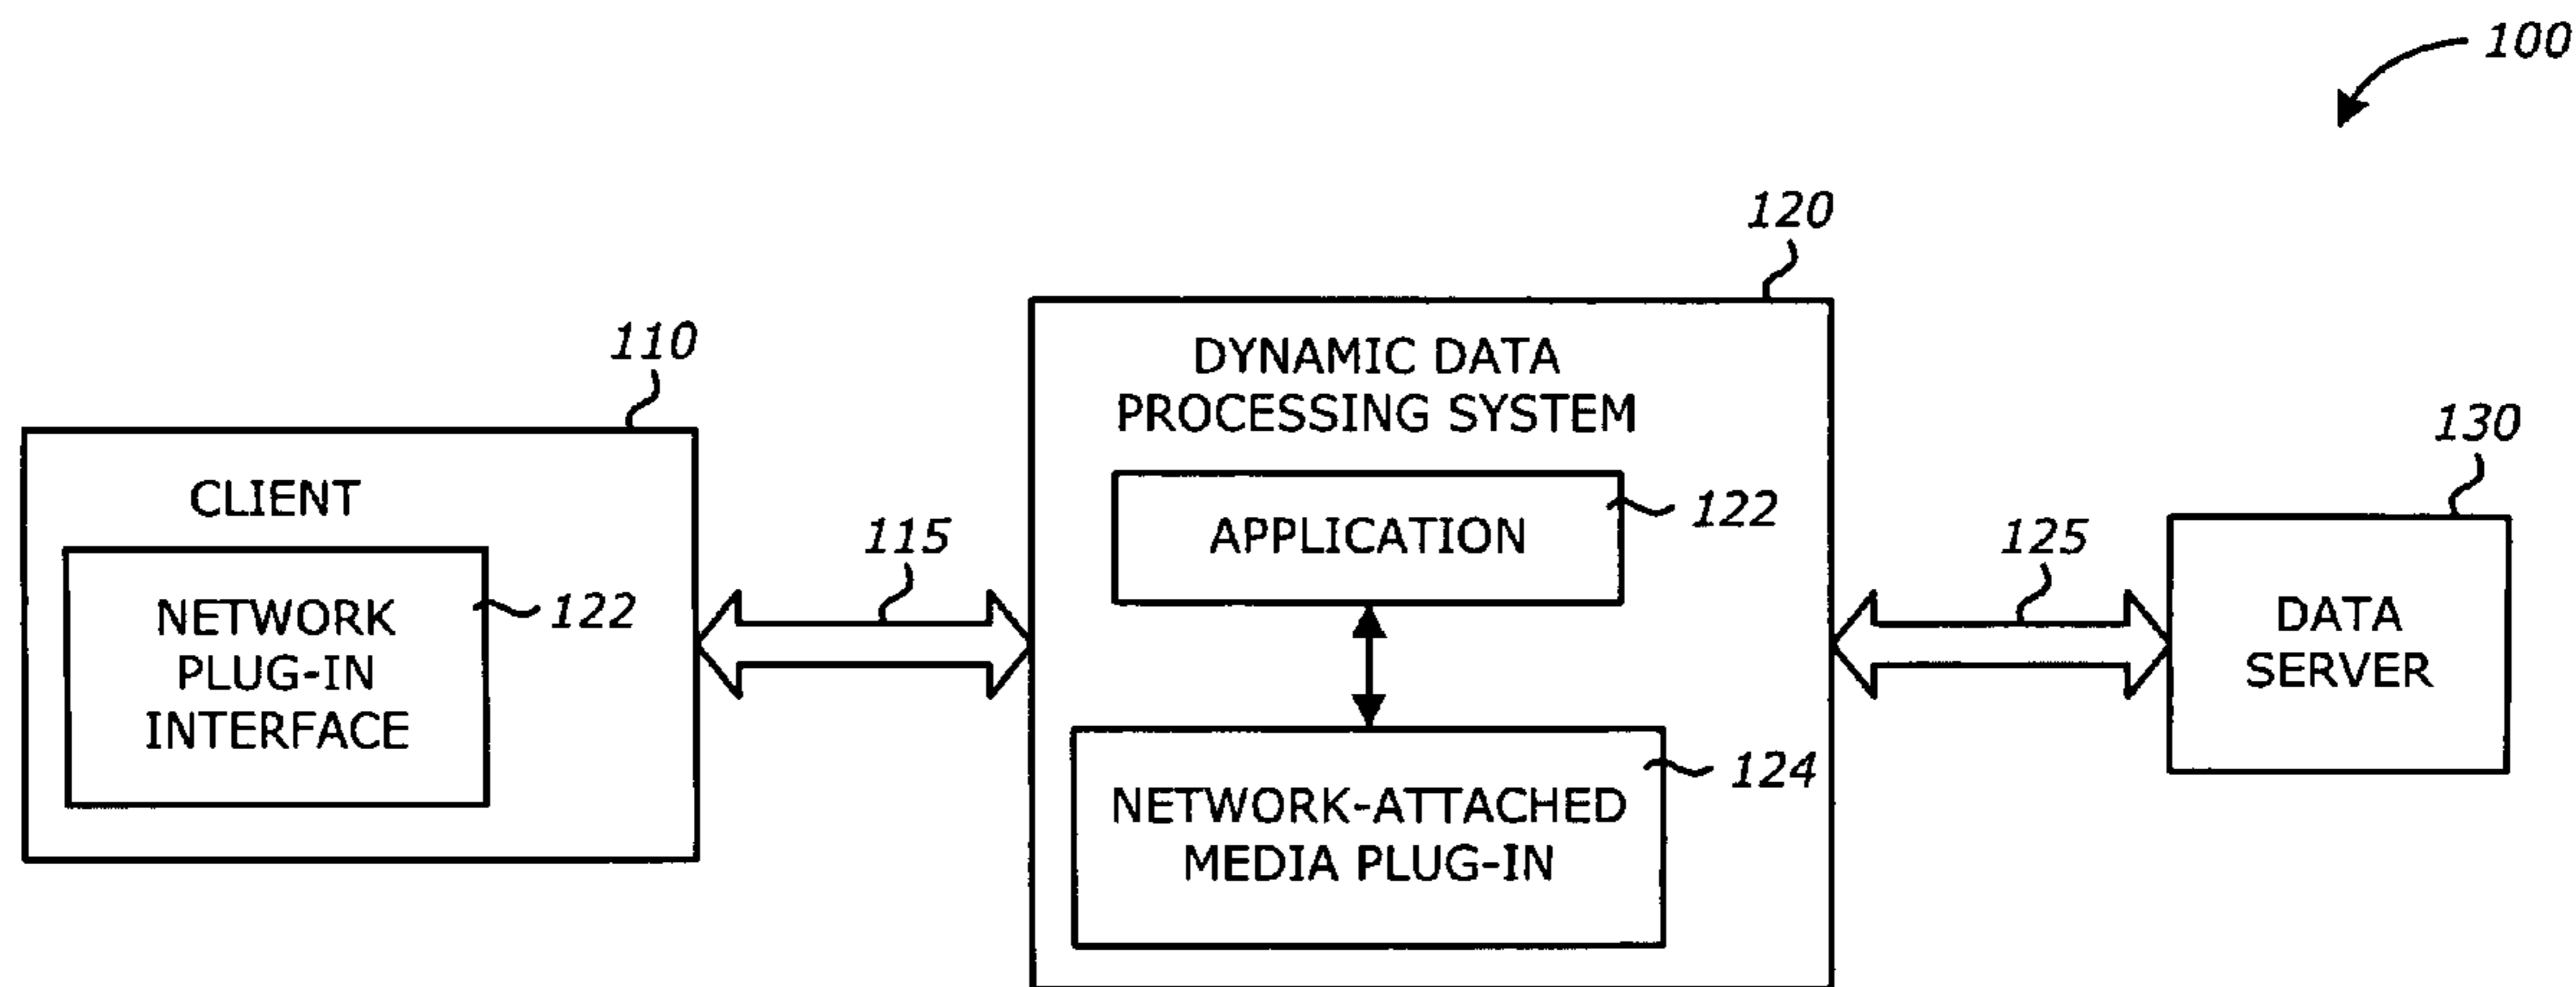 100
120
DYNAMIC DATA
PROCESSING SYSTEM
110
CLIENT
130
APPLICATION
122
115
125
NETWORK
PLUG-IN
INTERFACE
122
DATA
SERVER
NETWORK-ATTACHED
MEDIA PLUG-IN
124